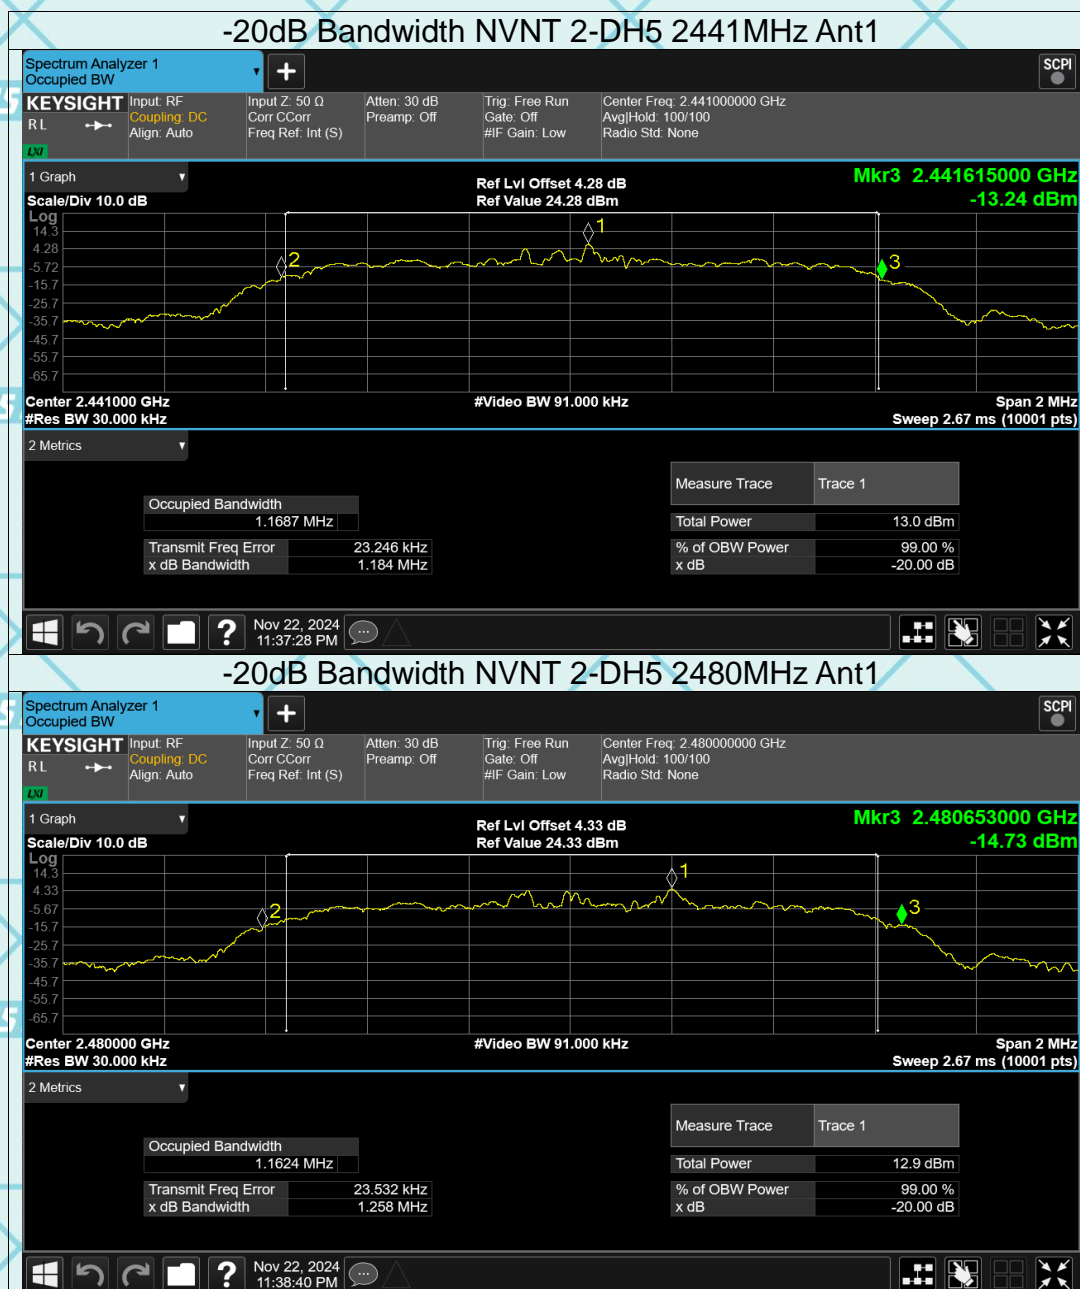 -20dB Bandwidth NVNT 2-DH5 2441MHz Ant1
Spectrum Analyzer 1
Occupied BW
SCPI
KEYSIGHT
RL
LXI
Input: RF
Coupling: DC
Align: Auto
Input Z: 50 Ω
Corr CCorr
Freq Ref: Int (S)
Atten: 30 dB
Preamp: Off
Trig: Free Run
Gate: Off
#IF Gain: Low
Center Freq: 2.441000000 GHz
Avg|Hold: 100/100
Radio Std: None
1 Graph
Scale/Div 10.0 dB
Ref Lvl Offset 4.28 dB
Ref Value 24.28 dBm
Mkr3 2.441615000 GHz
-13.24 dBm
Log
14.3
4.28
-5.72
-15.7
-25.7
-35.7
-45.7
-55.7
-65.7
2
1
3
Center 2.441000 GHz
#Res BW 30.000 kHz
#Video BW 91.000 kHz
Span 2 MHz
Sweep 2.67 ms (10001 pts)
2 Metrics
Occupied Bandwidth
1.1687 MHz
Transmit Freq Error 23.246 kHz
x dB Bandwidth 1.184 MHz
Measure Trace Trace 1
Total Power 13.0 dBm
% of OBW Power 99.00 %
x dB -20.00 dB
Nov 22, 2024
11:37:28 PM
-20dB Bandwidth NVNT 2-DH5 2480MHz Ant1
Spectrum Analyzer 1
Occupied BW
SCPI
KEYSIGHT
RL
LXI
Input: RF
Coupling: DC
Align: Auto
Input Z: 50 Ω
Corr CCorr
Freq Ref: Int (S)
Atten: 30 dB
Preamp: Off
Trig: Free Run
Gate: Off
#IF Gain: Low
Center Freq: 2.480000000 GHz
Avg|Hold: 100/100
Radio Std: None
1 Graph
Scale/Div 10.0 dB
Ref Lvl Offset 4.33 dB
Ref Value 24.33 dBm
Mkr3 2.480653000 GHz
-14.73 dBm
Log
14.3
4.33
-5.67
-15.7
-25.7
-35.7
-45.7
-55.7
-65.7
2
1
3
Center 2.480000 GHz
#Res BW 30.000 kHz
#Video BW 91.000 kHz
Span 2 MHz
Sweep 2.67 ms (10001 pts)
2 Metrics
Occupied Bandwidth
1.1624 MHz
Transmit Freq Error 23.532 kHz
x dB Bandwidth 1.258 MHz
Measure Trace Trace 1
Total Power 12.9 dBm
% of OBW Power 99.00 %
x dB -20.00 dB
Nov 22, 2024
11:38:40 PM